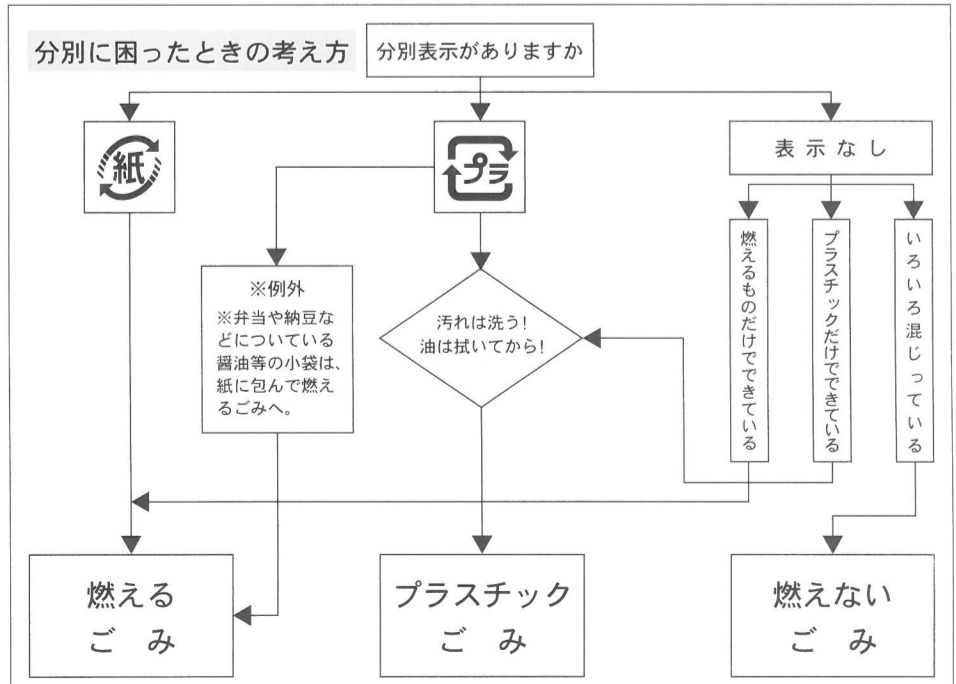 分別に困ったときの考え方
分別表示がありますか
紙
プラ
表示なし
※例外
※弁当や納豆な
どについている
醤油等の小袋は、
紙に包んで燃え
るごみへ。
汚れは洗う!
油は拭いてから!
燃えるものだけでできている
プラスチックだけでできている
いろいろ混じっている
燃える
ごみ
プラスチック
ごみ
燃えない
ごみ